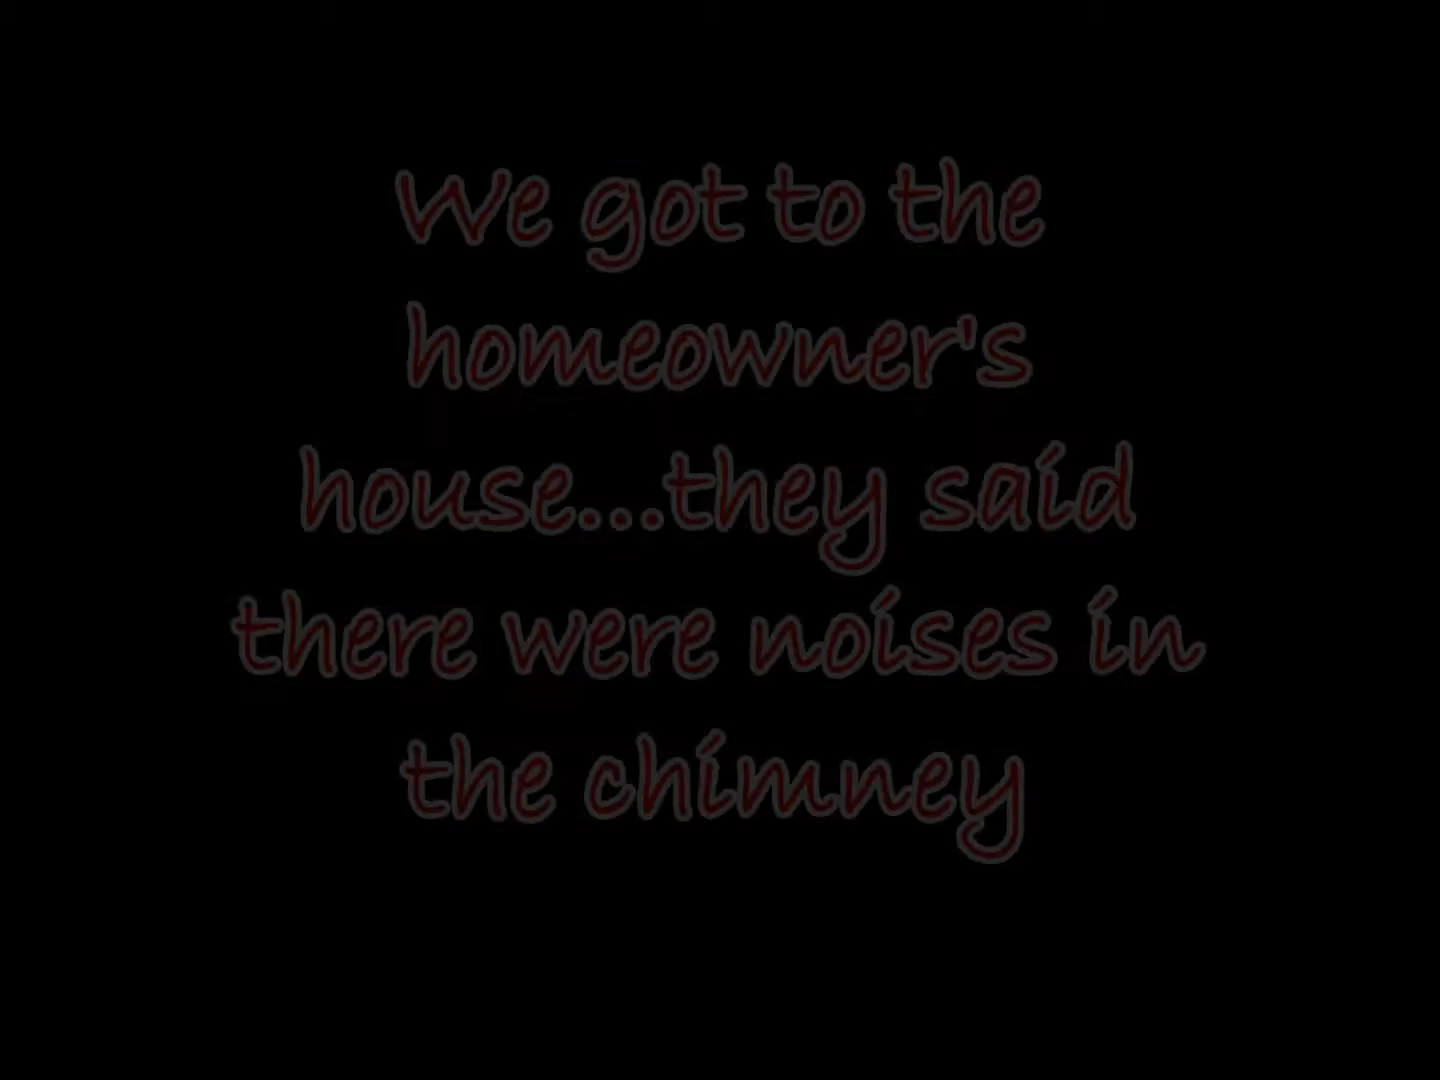 We got to the
homeowner's
house...they said
there were noises in
the chimney